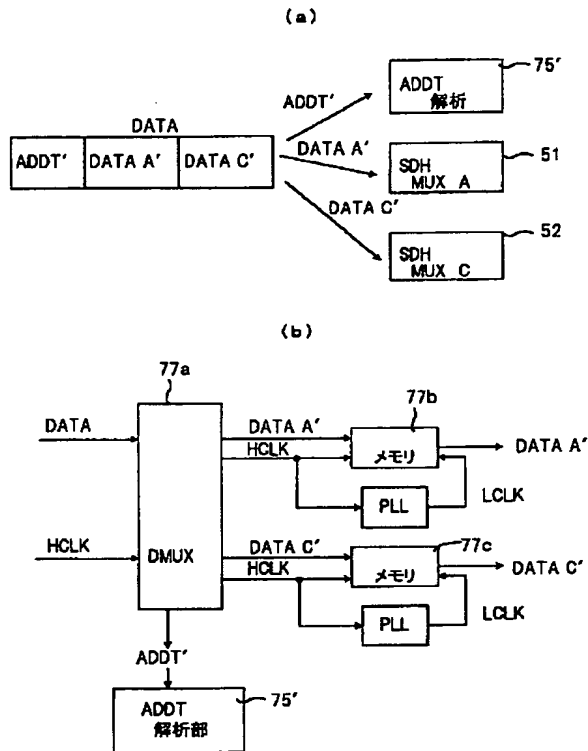 (a)
75'
ADDT'
ADDT
解析
DATA
ADDT' DATA A' DATA C'
DATA A'
51
SDH
MUX A
DATA C'
52
SDH
MUX C
(b)
77a
77b
DATA
DATA A'
HCLK
メモリ
DATA A'
PLL
LCLK
HCLK
DMUX
DATA C'
HCLK
77c
メモリ
DATA C'
PLL
LCLK
ADDT'
75'
ADDT
解析部